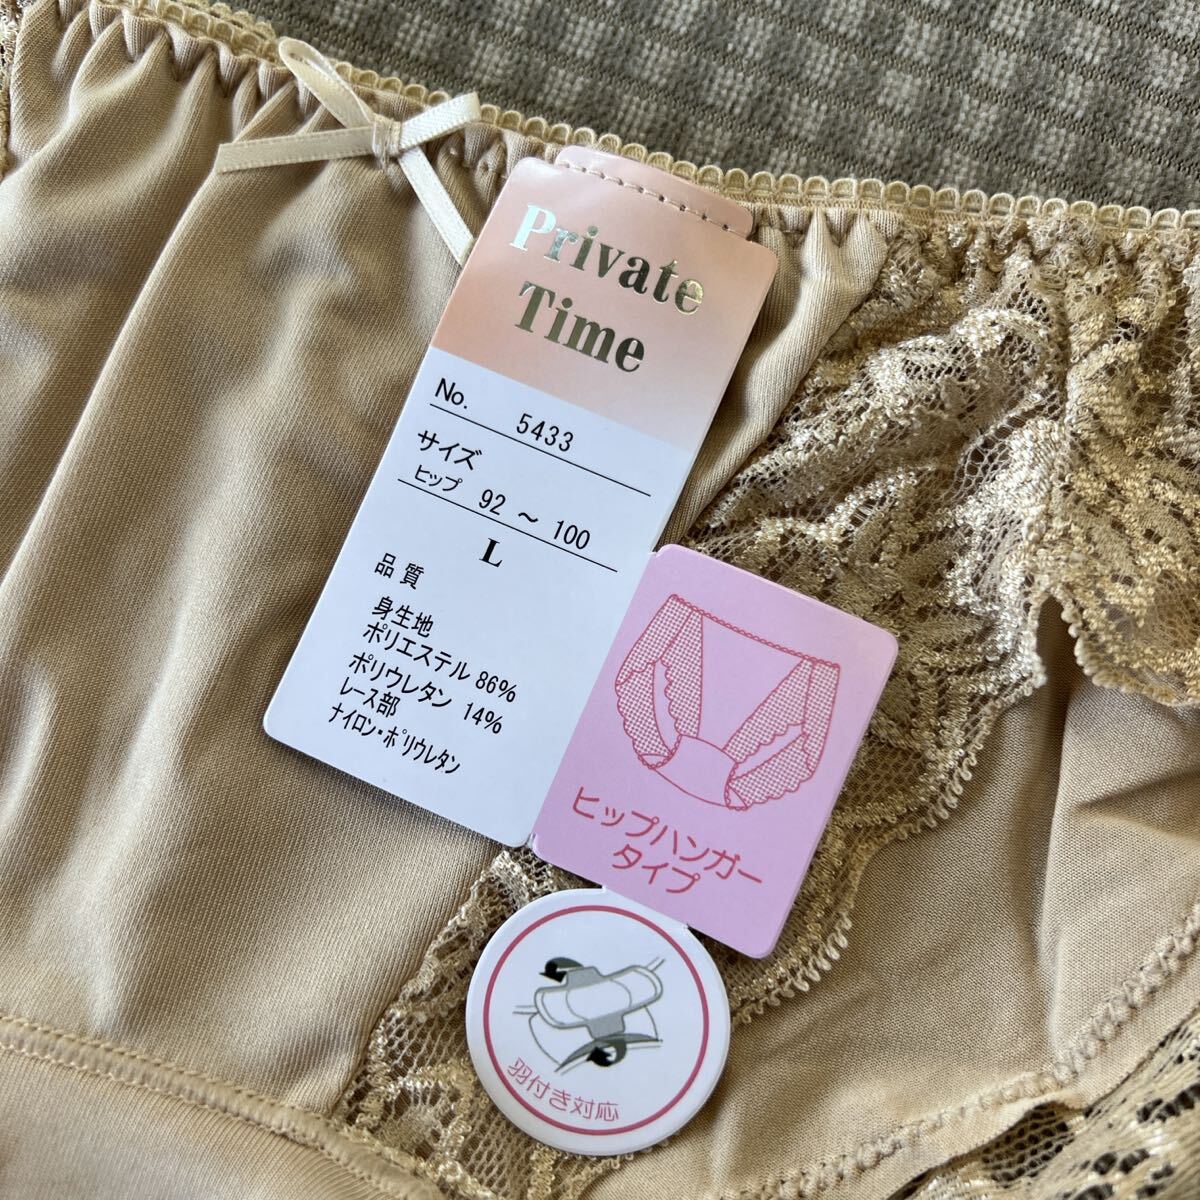 Private
Time
No. 5433
サイズ
ヒップ 92 ～ 100
L
品質
身生地
ポリエステル 86%
ポリウレタン 14%
レース部
ナイロン・ポリウレタン
ヒップハンガー
タイプ
羽付き対応